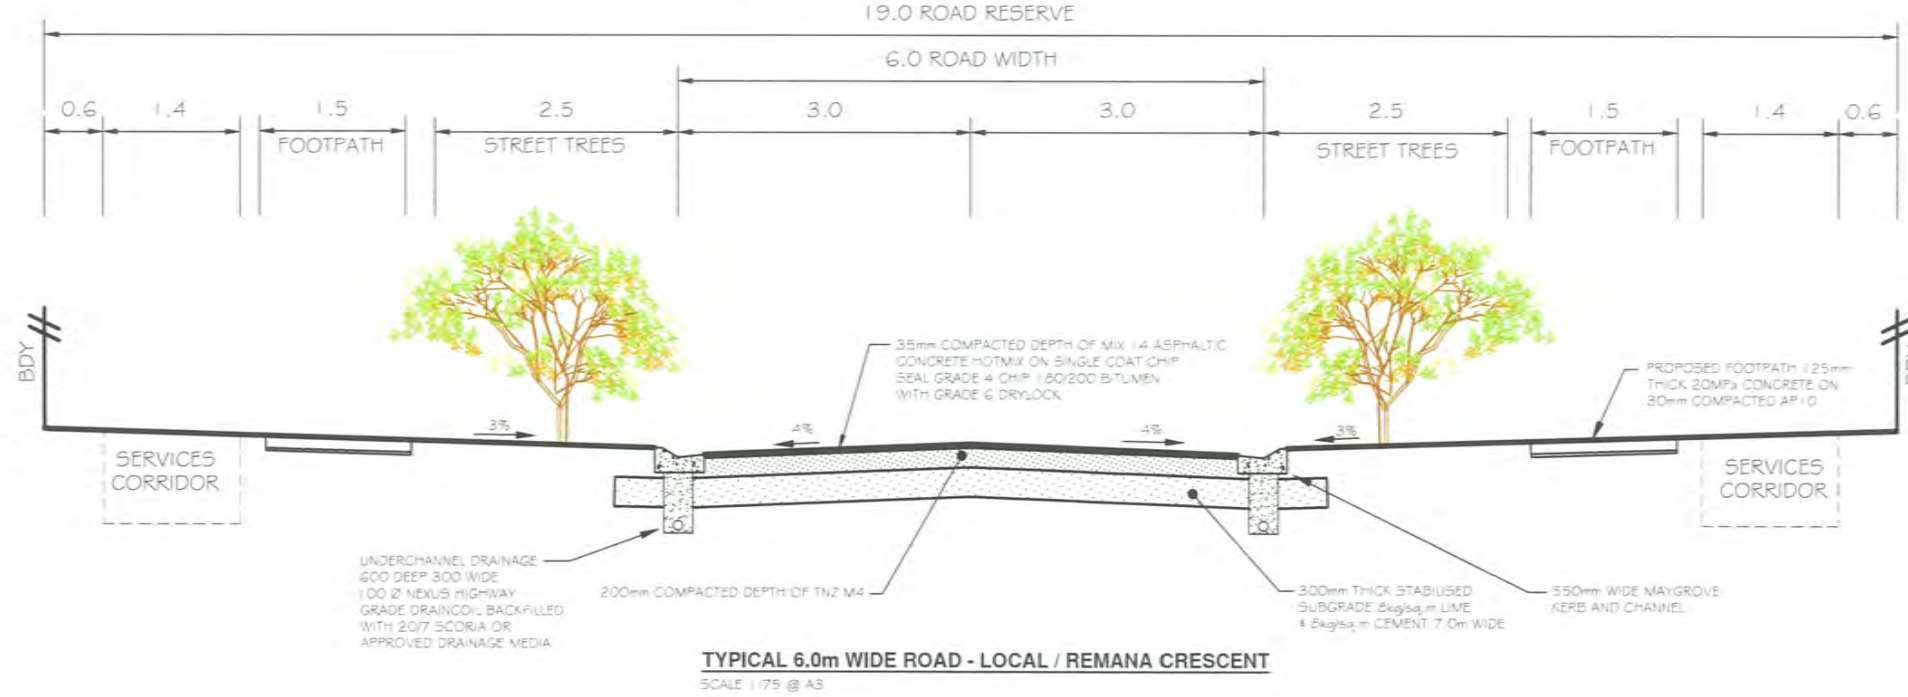 19.0 ROAD RESERVE
6.0 ROAD WIDTH
0.6 1.4 1.5 2.5 3.0 3.0 2.5 1.5 1.4 0.6
FOOTPATH STREET TREES STREET TREES FOOTPATH
BDY
35mm COMPACTED DEPTH OF MIX 14 ASPHALTIC
CONCRETE HOTMIX ON SINGLE COAT CHIP
SEAL GRADE 4 CHIP 180/200 BITUMEN
WITH GRADE 6 DRYLOCK
PROPOSED FOOTPATH 125mm
THICK 20MPa CONCRETE ON
30mm COMPACTED AP10
3% 4% 4% 3%
SERVICES
CORRIDOR
SERVICES
CORRIDOR
UNDERCHANNEL DRAINAGE
600 DEEP 300 WIDE
100 Ø NEXUS HIGHWAY
GRADE DRAINCOIL BACKFILLED
WITH 20/7 SCORIA OR
APPROVED DRAINAGE MEDIA
200mm COMPACTED DEPTH OF TNZ M4
300mm THICK STABILISED
SUBGRADE 8kg/sq.m LIME
& 8kg/sq.m CEMENT 7.0m WIDE
550mm WIDE MAYGROVE
KERB AND CHANNEL
TYPICAL 6.0m WIDE ROAD - LOCAL / REMANA CRESCENT
SCALE 1:75 @ A3